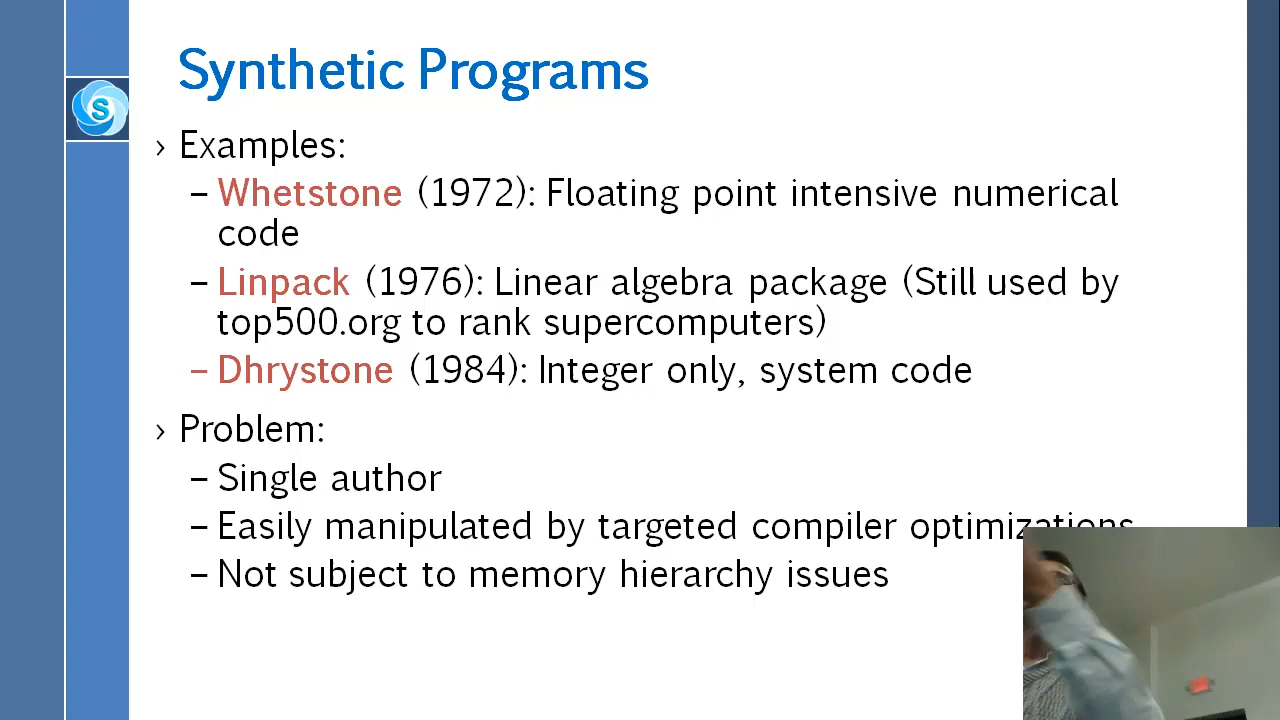 Synthetic Programs
S
› Examples:
– Whetstone (1972): Floating point intensive numerical
code
– Linpack (1976): Linear algebra package (Still used by
top500.org to rank supercomputers)
– Dhrystone (1984): Integer only, system code
› Problem:
– Single author
– Easily manipulated by targeted compiler optimizations
– Not subject to memory hierarchy issues